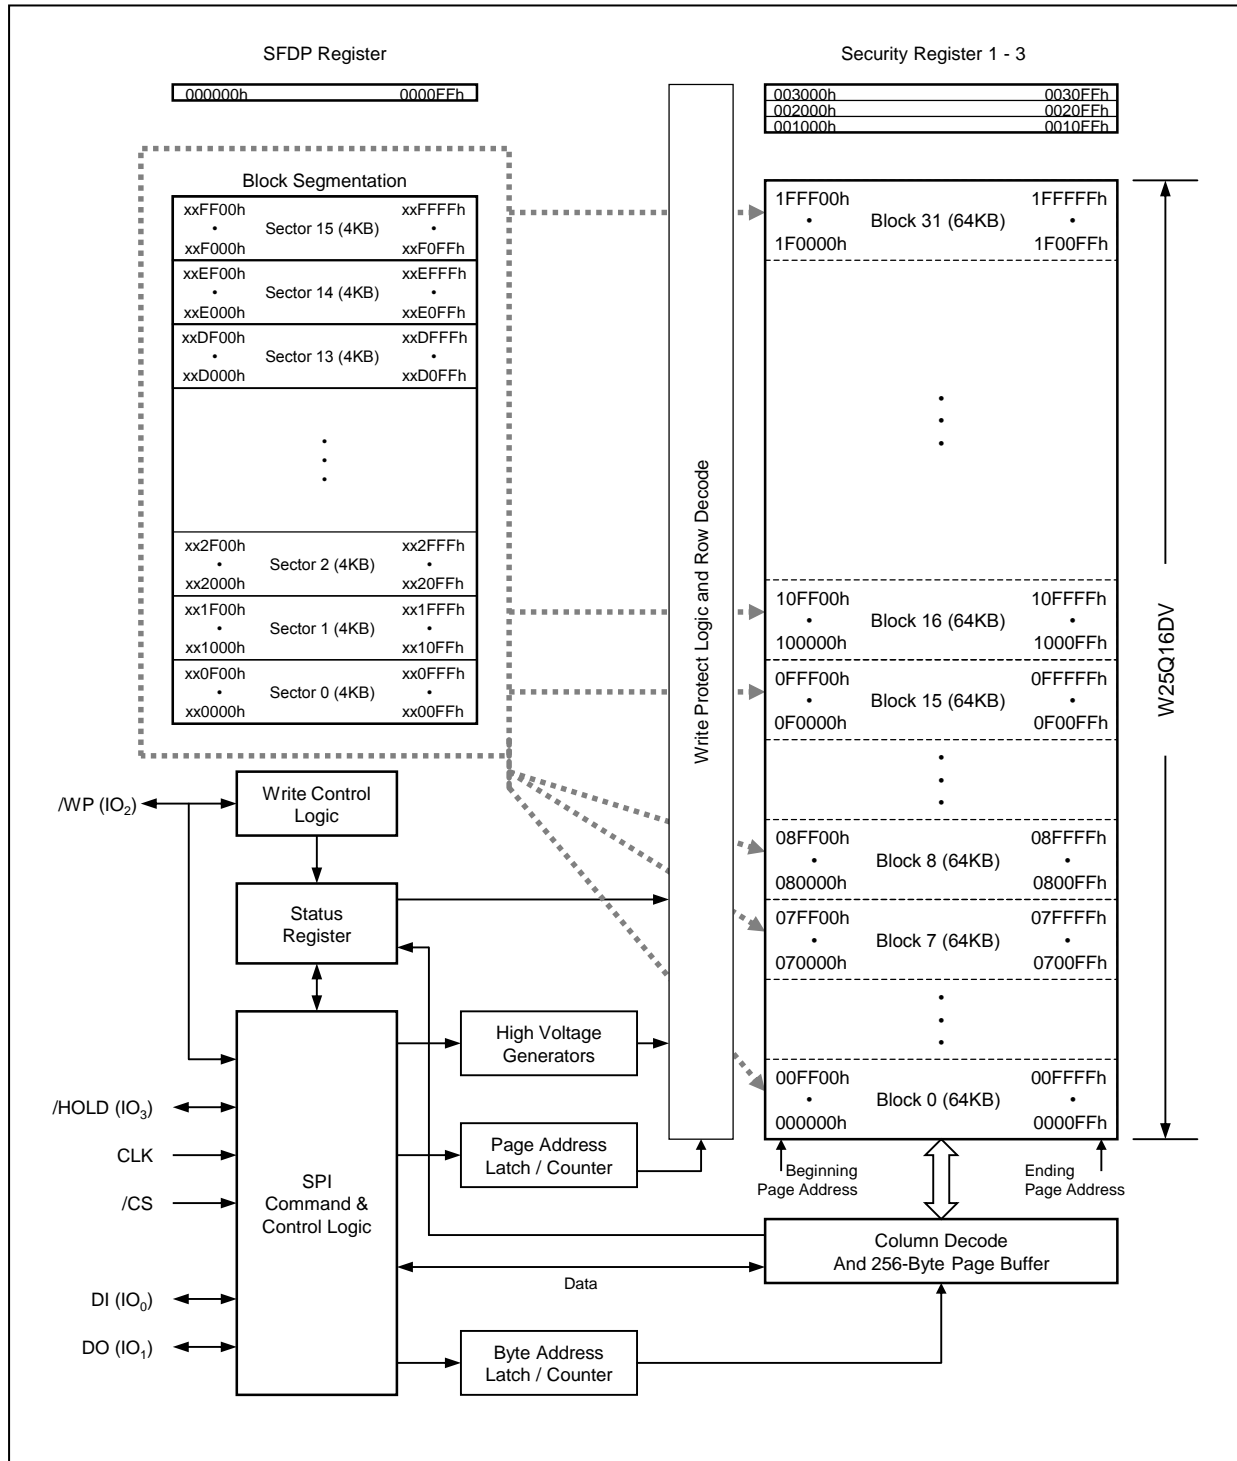 SFDP Register
000000h 0000FFh
Security Register 1 - 3
003000h 0030FFh
002000h 0020FFh
001000h 0010FFh
Block Segmentation
xxFF00h xxFFFFh
• Sector 15 (4KB) •
xxF000h xxF0FFh
xxEF00h xxEFFFh
• Sector 14 (4KB) •
xxE000h xxE0FFh
xxDF00h xxDFFFh
• Sector 13 (4KB) •
xxD000h xxD0FFh
xx2F00h xx2FFFh
• Sector 2 (4KB) •
xx2000h xx20FFh
xx1F00h xx1FFFh
• Sector 1 (4KB) •
xx1000h xx10FFh
xx0F00h xx0FFFh
• Sector 0 (4KB) •
xx0000h xx00FFh
Write Protect Logic and Row Decode
1FFF00h 1FFFFFh
• Block 31 (64KB) •
1F0000h 1F00FFh
10FF00h 10FFFFh
• Block 16 (64KB) •
100000h 1000FFh
0FFF00h 0FFFFFh
• Block 15 (64KB) •
0F0000h 0F00FFh
08FF00h 08FFFFh
• Block 8 (64KB) •
080000h 0800FFh
07FF00h 07FFFFh
• Block 7 (64KB) •
070000h 0700FFh
00FF00h 00FFFFh
• Block 0 (64KB) •
000000h 0000FFh
W25Q16DV
Beginning
Page Address
Ending
Page Address
/WP (IO2)
Write Control
Logic
Status
Register
High Voltage
Generators
/HOLD (IO3)
CLK
/CS
DI (IO0)
DO (IO1)
SPI
Command &
Control Logic
Page Address
Latch / Counter
Column Decode
And 256-Byte Page Buffer
Data
Byte Address
Latch / Counter